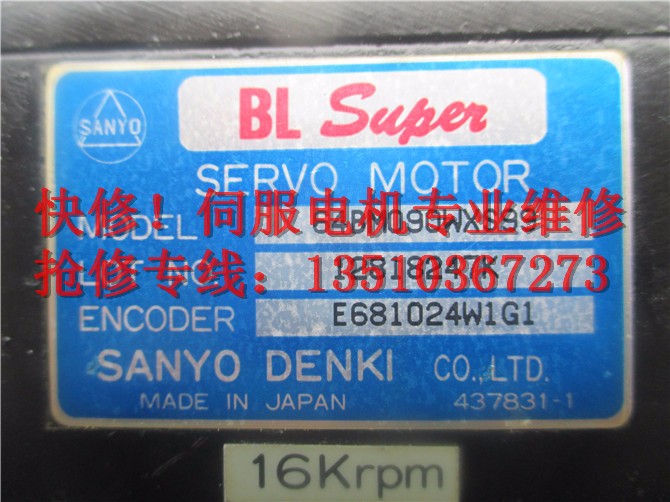 SANYO
BL Super
SERVO MOTOR
快修！伺服电机专业维修
MODEL
抢修专线：13510367273
ENCODER E681024W1G1
SANYO DENKI CO.,LTD.
MADE IN JAPAN 437831-1
16Krpm